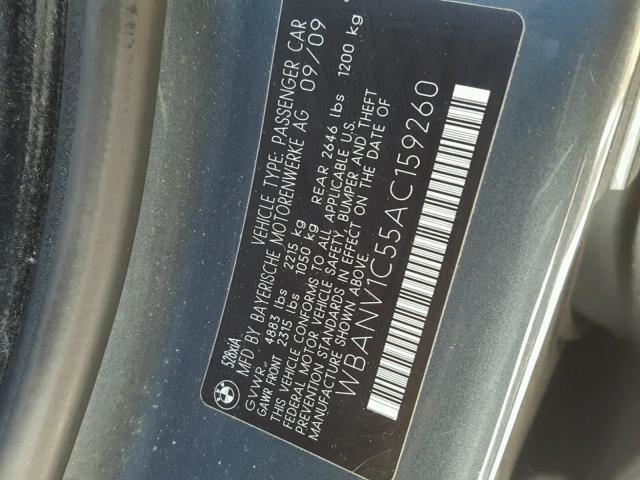 528xiA
MFD BY BAYERISCHE MOTORENWERKE AG 09/09
VEHICLE TYPE: PASSENGER CAR
GVWR 4883 lbs 2215 kg
GAWR FRONT 2315 lbs 1050 kg REAR 2646 lbs 1200 kg
THIS VEHICLE CONFORMS TO ALL APPLICABLE U.S.
FEDERAL MOTOR VEHICLE SAFETY, BUMPER AND THEFT
PREVENTION STANDARDS IN EFFECT ON THE DATE OF
MANUFACTURE SHOWN ABOVE.
WBANV1C55AC159260